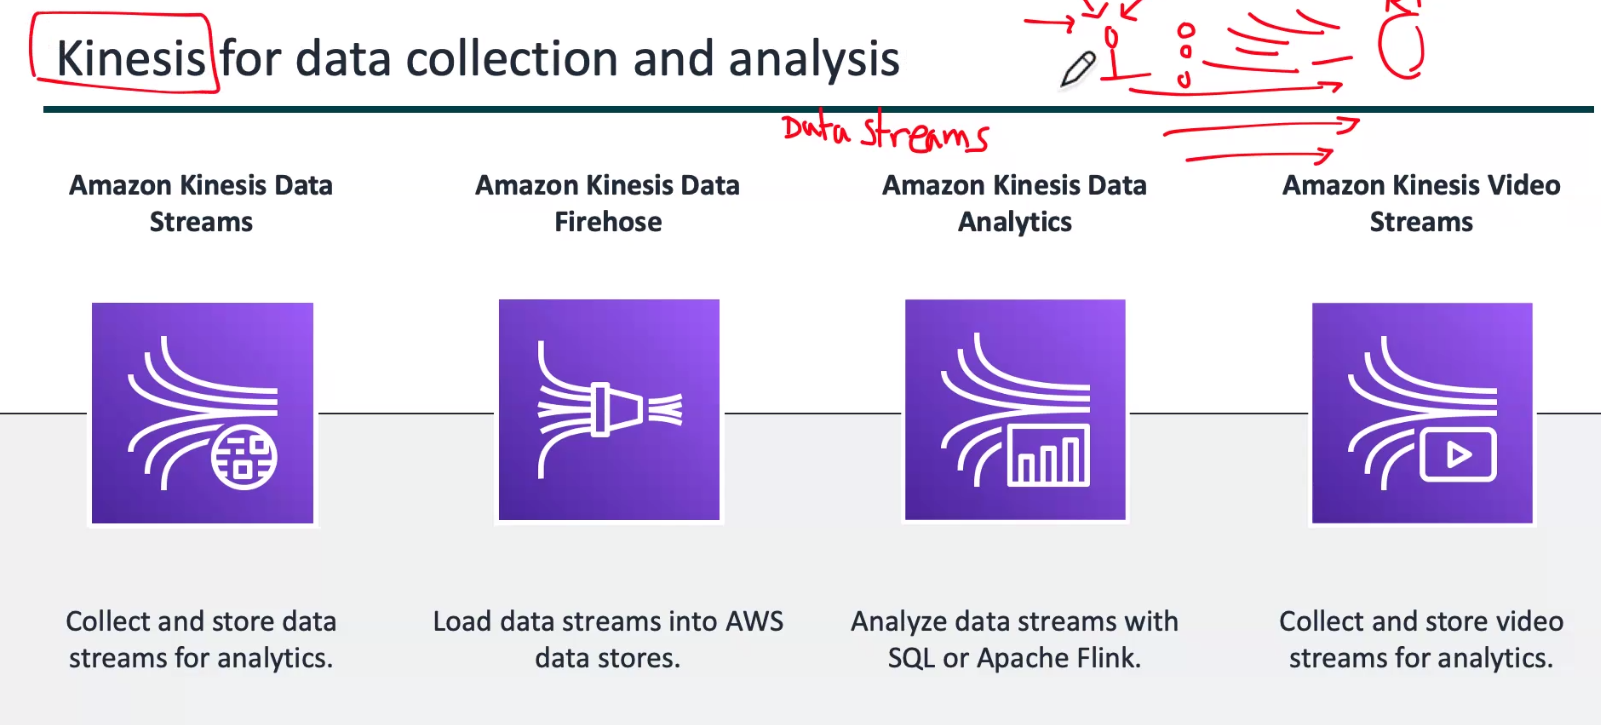 Kinesis for data collection and analysis
Data Streams
Amazon Kinesis Data
Streams
Amazon Kinesis Data
Firehose
Amazon Kinesis Data
Analytics
Amazon Kinesis Video
Streams
Collect and store data
streams for analytics.
Load data streams into AWS
data stores.
Analyze data streams with
SQL or Apache Flink.
Collect and store video
streams for analytics.